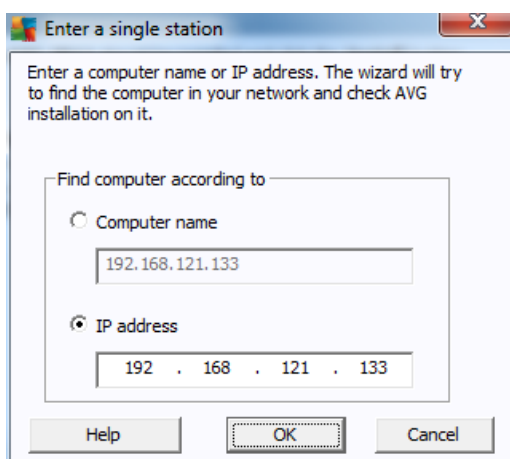 Enter a single station
x
Enter a computer name or IP address. The wizard will try
to find the computer in your network and check AVG
installation on it.
Find computer according to
Computer name
192.168.121.133
IP address
192 . 168 . 121 . 133
Help OK Cancel